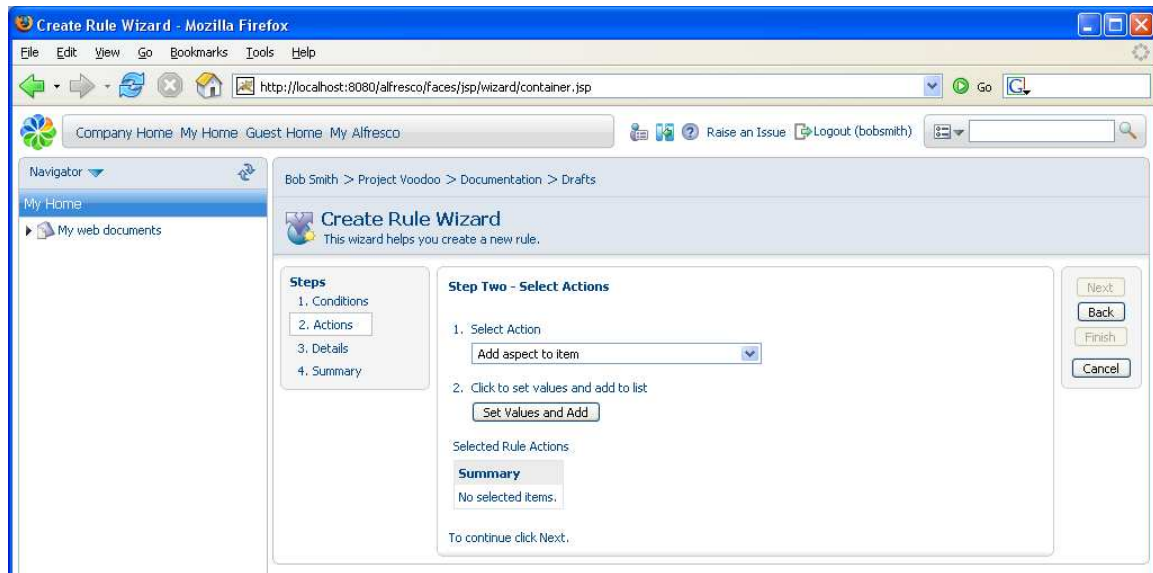 Create Rule Wizard - Mozilla Firefox
File Edit View Go Bookmarks Tools Help
http://localhost:8080/alfresco/faces/jsp/wizard/container.jsp Go G
Company Home My Home Guest Home My Alfresco ? Raise an Issue Logout (bobsmith)
Navigator
Bob Smith > Project Voodoo > Documentation > Drafts
My Home
My web documents
Create Rule Wizard
This wizard helps you create a new rule.
Steps
1. Conditions
2. Actions
3. Details
4. Summary
Step Two - Select Actions
1. Select Action
Add aspect to item
2. Click to set values and add to list
Set Values and Add
Selected Rule Actions
Summary
No selected items.
To continue click Next.
Next
Back
Finish
Cancel